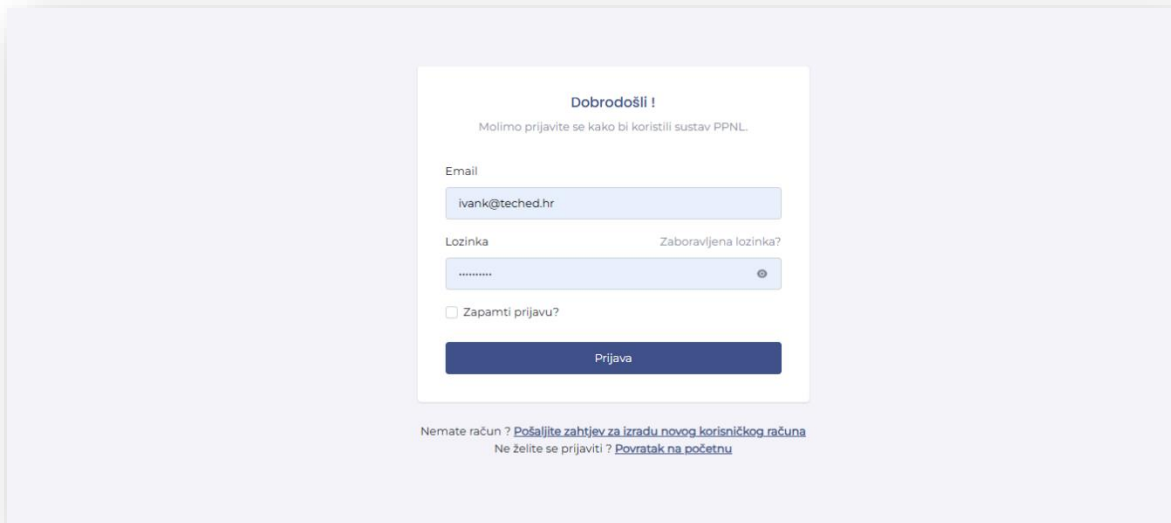 Dobrodošli !
Molimo prijavite se kako bi koristili sustav PPNL.
Email
ivank@teched.hr
Lozinka Zaboravljena lozinka?
••••••••••
Zapamti prijavu?
Prijava
Nemate račun ? Pošaljite zahtjev za izradu novog korisničkog računa
Ne želite se prijaviti ? Povratak na početnu